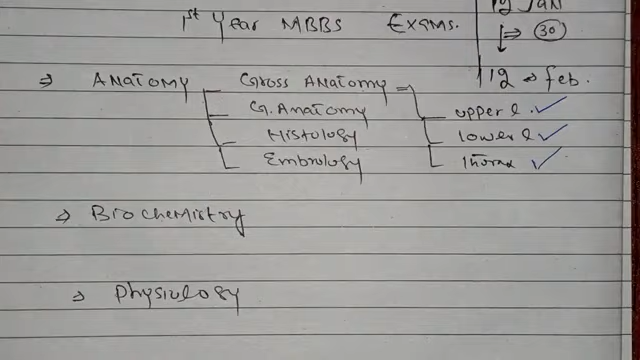 12 Jan
1st Year MBBS Exams.
⇒ 30
12 ⇒ feb.
⇒ Anatomy Gross Anatomy =
G. Anatomy upper l. ✓
Histology lower l ✓
Embrology Thorax ✓
⇒ Biochemistry
⇒ Physiology